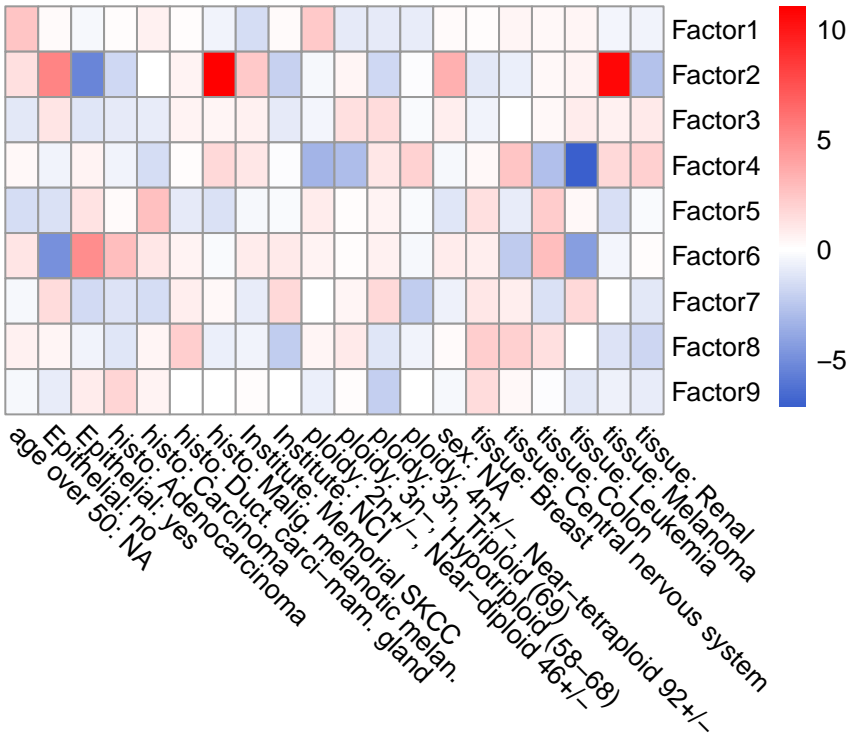 Factor1
Factor2
Factor3
Factor4
Factor5
Factor6
Factor7
Factor8
Factor9
10
5
0
−5
age over 50: NA
Epithelial: no
Epithelial: yes
histo: Adenocarcinoma
histo: Carcinoma
histo: Duct. carci−mam. gland
histo: Malig. melanotic melan.
Institute: Memorial SKCC
Institute: NCI
ploidy: 2n+/−, Near−diploid 46+/−
ploidy: 3n−, Hypotriploid (58−68)
ploidy: 3n, Triploid (69)
ploidy: 4n+/−, Near−tetraploid 92+/−
sex: NA
tissue: Breast
tissue: Central nervous system
tissue: Colon
tissue: Leukemia
tissue: Melanoma
tissue: Renal